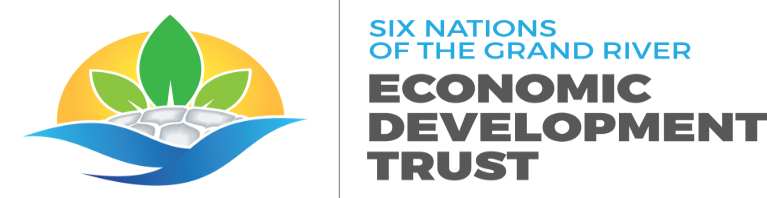 SIX NATIONS
OF THE GRAND RIVER
ECONOMIC
DEVELOPMENT
TRUST